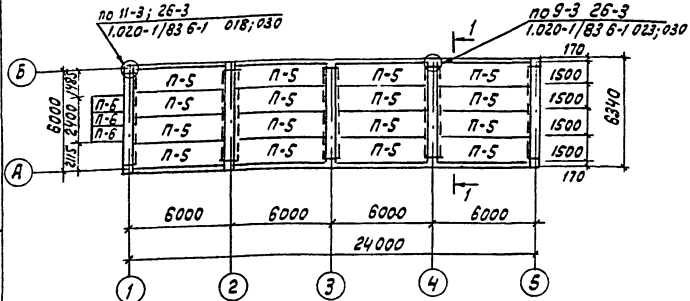 по 11-3; 26-3
1.020-1/83 6-1 018; 030
по 9-3 26-3
1.020-1/83 6-1 023; 030
1
170
Б
П-5 П-5 П-5 П-5
1500
1485
П-6
П-5 П-5 П-5 П-5
1500
6000
2400
П-6
6340
П-6
П-5 П-5 П-5 П-5
1500
2115
П-5 П-5 П-5 П-5
1500
А
170
1
6000 6000 6000 6000
24000
1 2 3 4 5